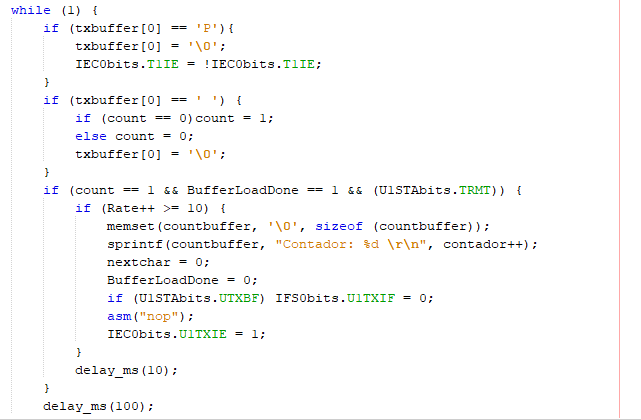 while (1) {
    if (txbuffer[0] == 'P'){
        txbuffer[0] = '\0';
        IEC0bits.T1IE = !IEC0bits.T1IE;
    }
    if (txbuffer[0] == ' ') {
        if (count == 0)count = 1;
        else count = 0;
        txbuffer[0] = '\0';
    }
    if (count == 1 && BufferLoadDone == 1 && (U1STAbits.TRMT)) {
        if (Rate++ >= 10) {
            memset(countbuffer, '\0', sizeof (countbuffer));
            sprintf(countbuffer, "Contador: %d \r\n", contador++);
            nextchar = 0;
            BufferLoadDone = 0;
            if (U1STAbits.UTXBF) IFS0bits.U1TXIF = 0;
            asm("nop");
            IEC0bits.U1TXIE = 1;
        }
        delay_ms(10);
    }
    delay_ms(100);